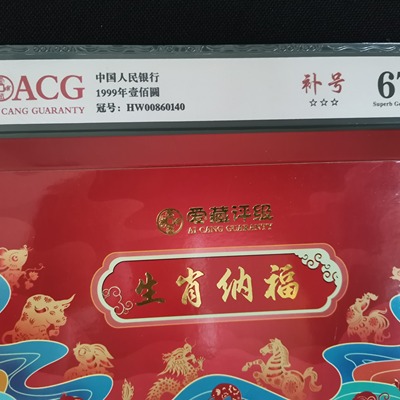 ACG
CANG GUARANTY
中国人民银行
1999年壹佰圆
冠号：HW00860140
补号
☆☆☆
67
Superb G
爱藏评级
AI CANG GUARANTY
生肖纳福